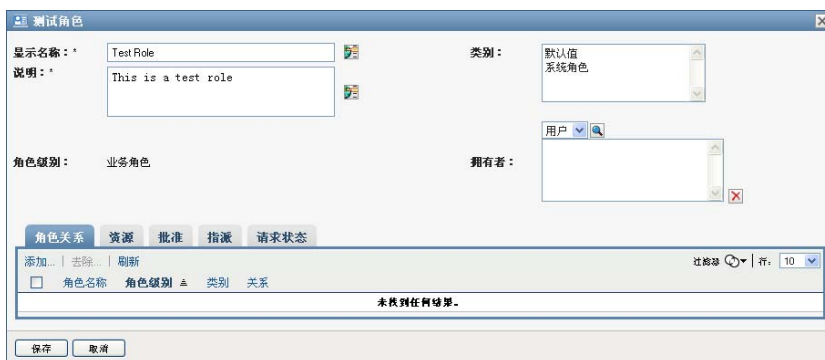 测试角色
显示名称：* Test Role 类别： 默认值
系统角色
说明：* This is a test role
用户
角色级别： 业务角色 拥有者：
角色关系 资源 批准 指派 请求状态
添加... | 去除... | 刷新 过滤器 行： 10
角色名称 角色级别 类别 关系
未找到任何结果。
保存 取消